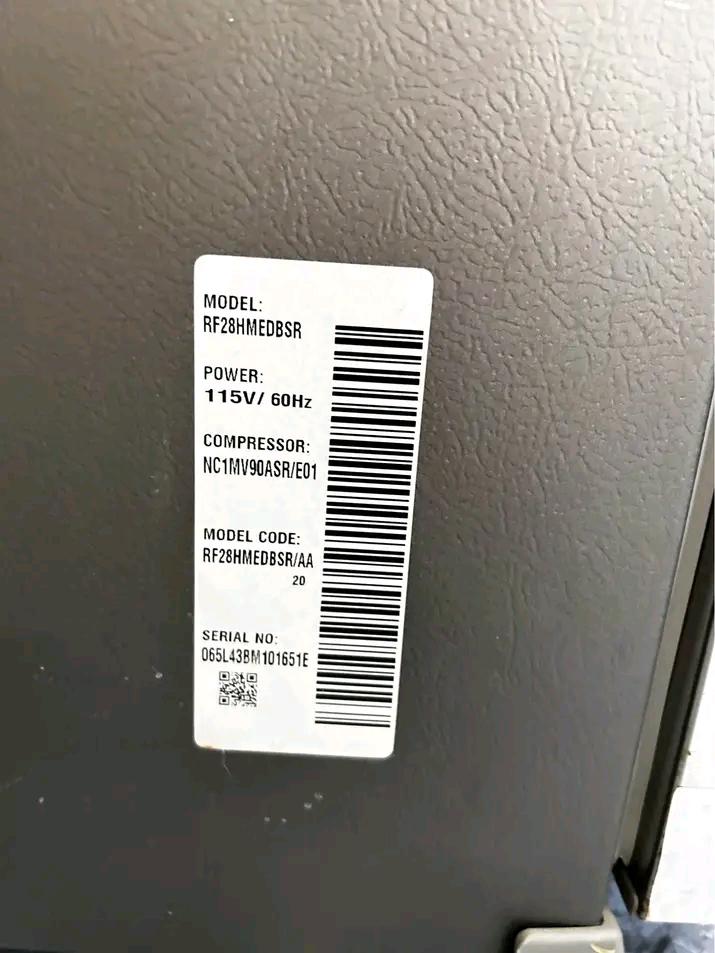 MODEL:
RF28HMEDBSR
POWER:
115V/ 60Hz
COMPRESSOR:
NC1MV90ASR/E01
MODEL CODE:
RF28HMEDBSR/AA
20
SERIAL NO:
065L43BM101651E